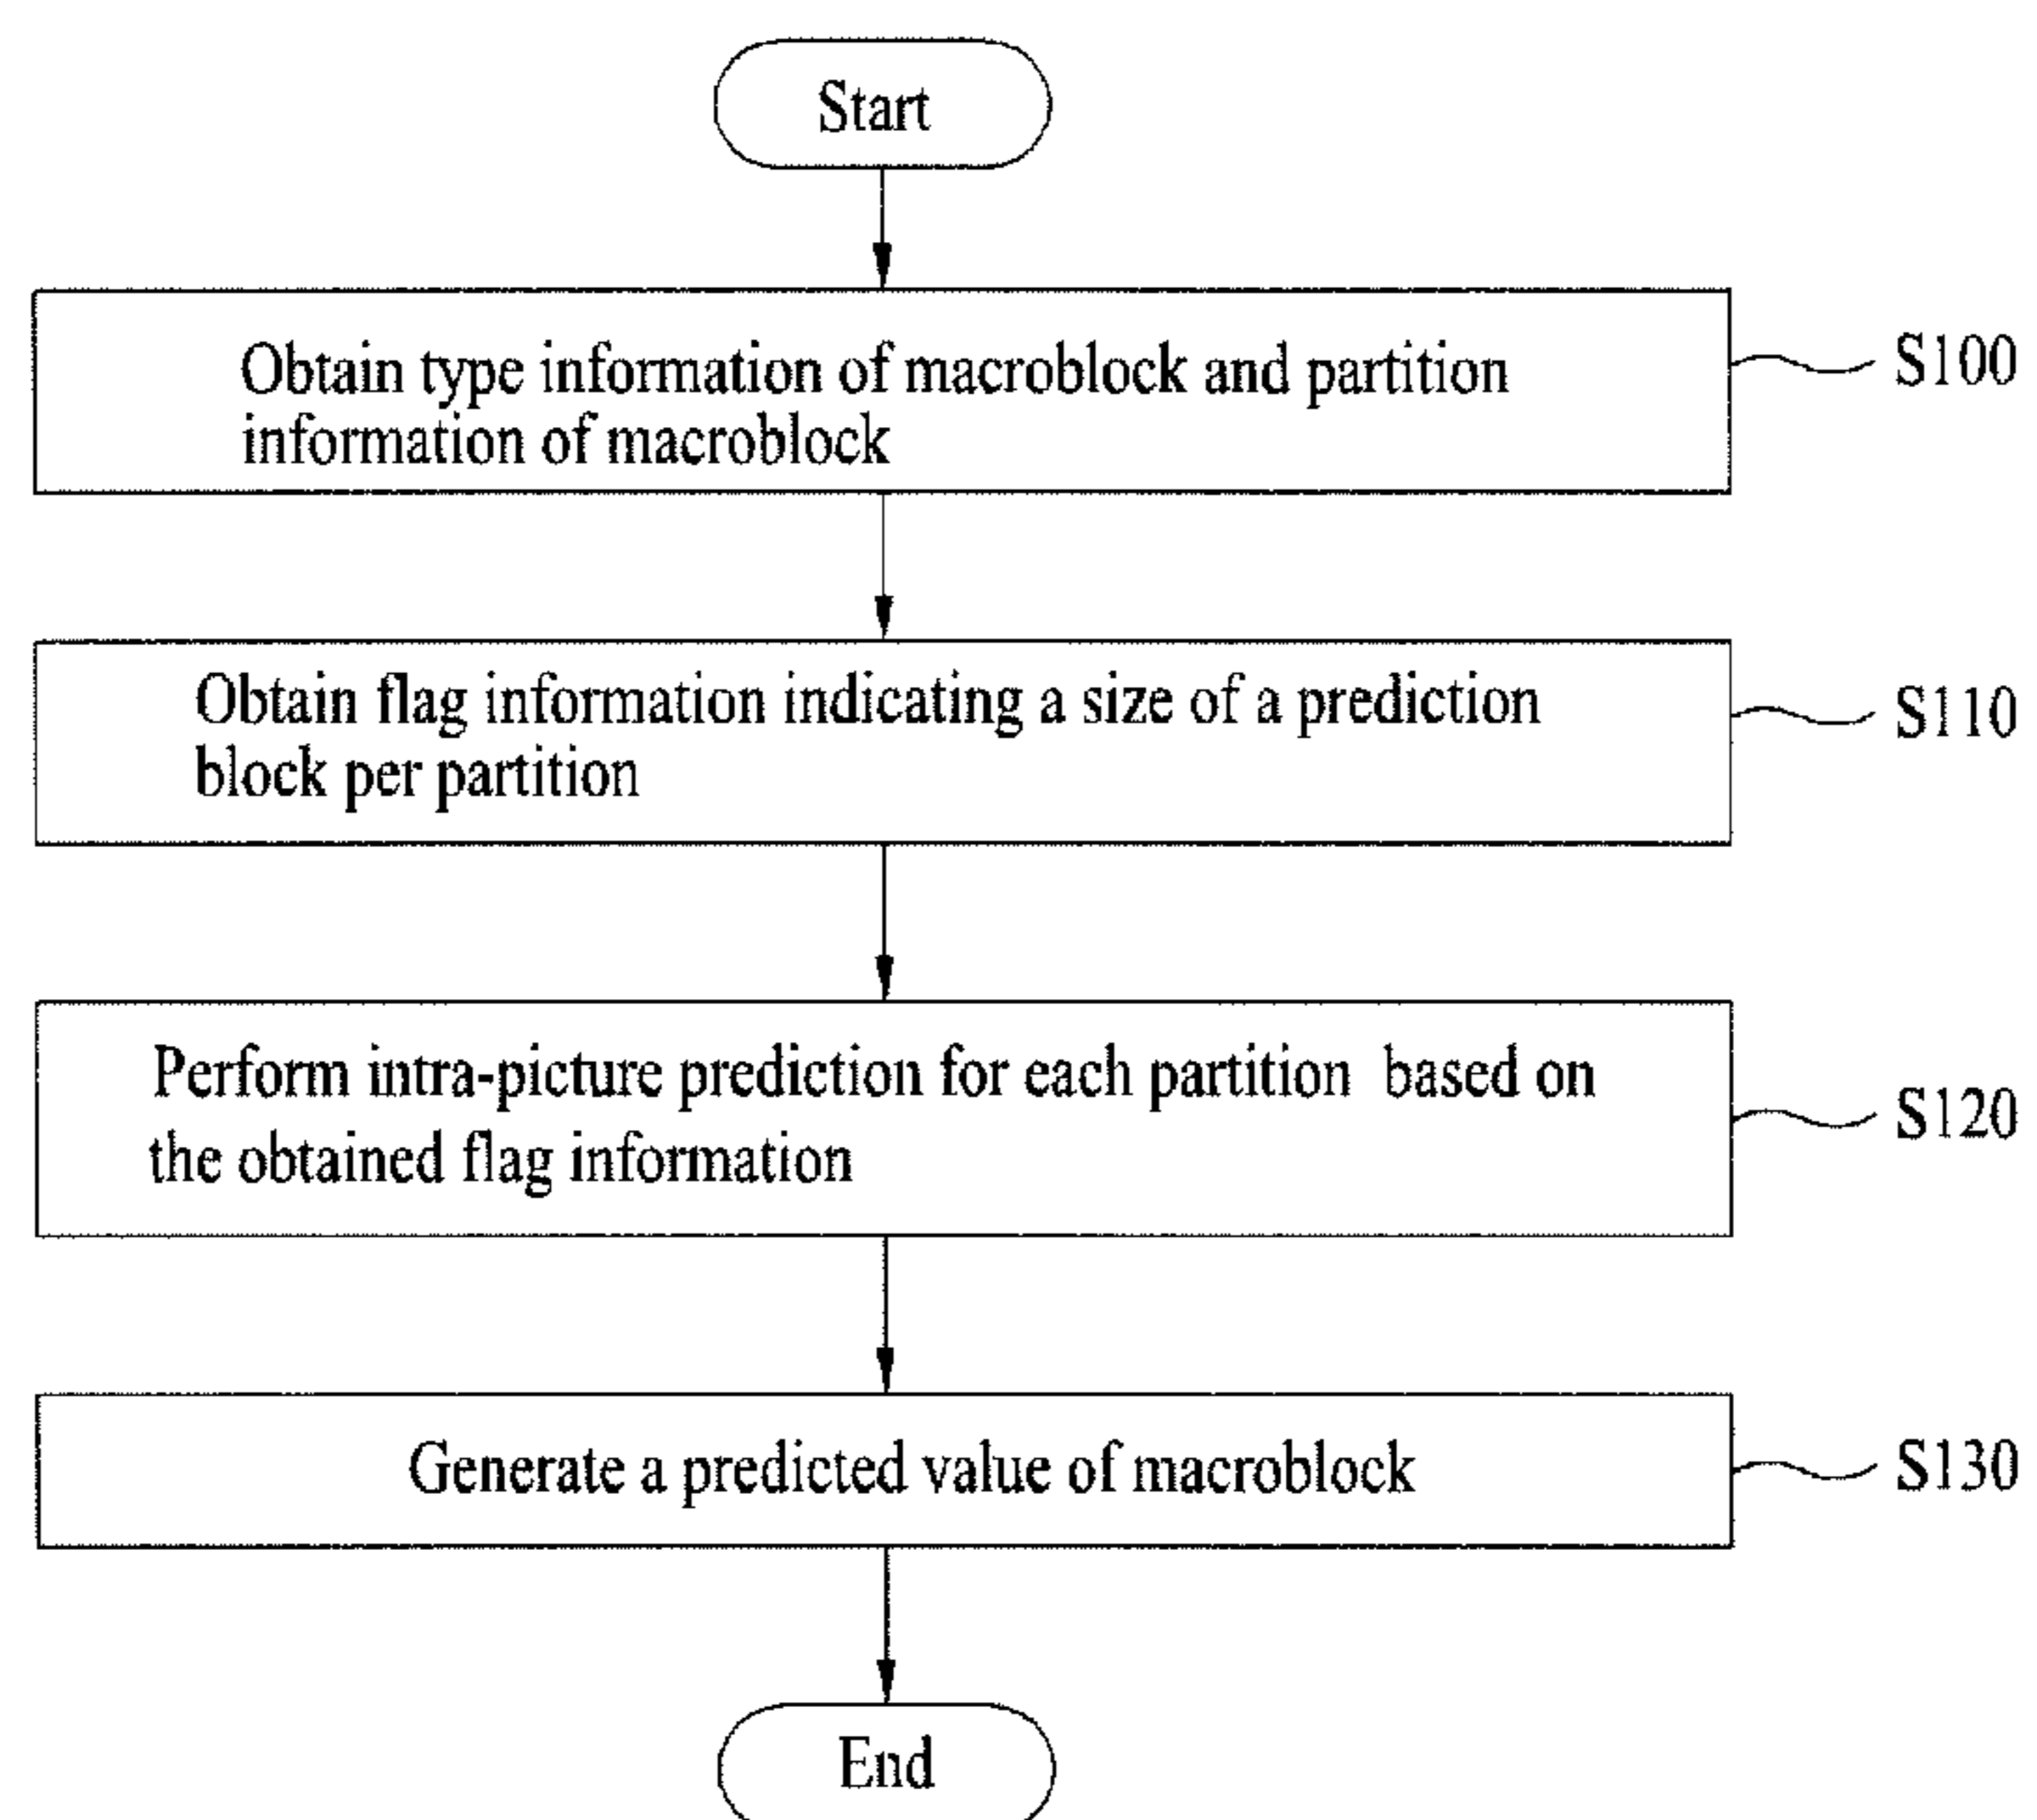 Start
Obtain type information of macroblock and partition
information of macroblock
S100
Obtain flag information indicating a size of a prediction
block per partition
S110
Perform intra-picture prediction for each partition based on
the obtained flag information
S120
Generate a predicted value of macroblock
S130
End